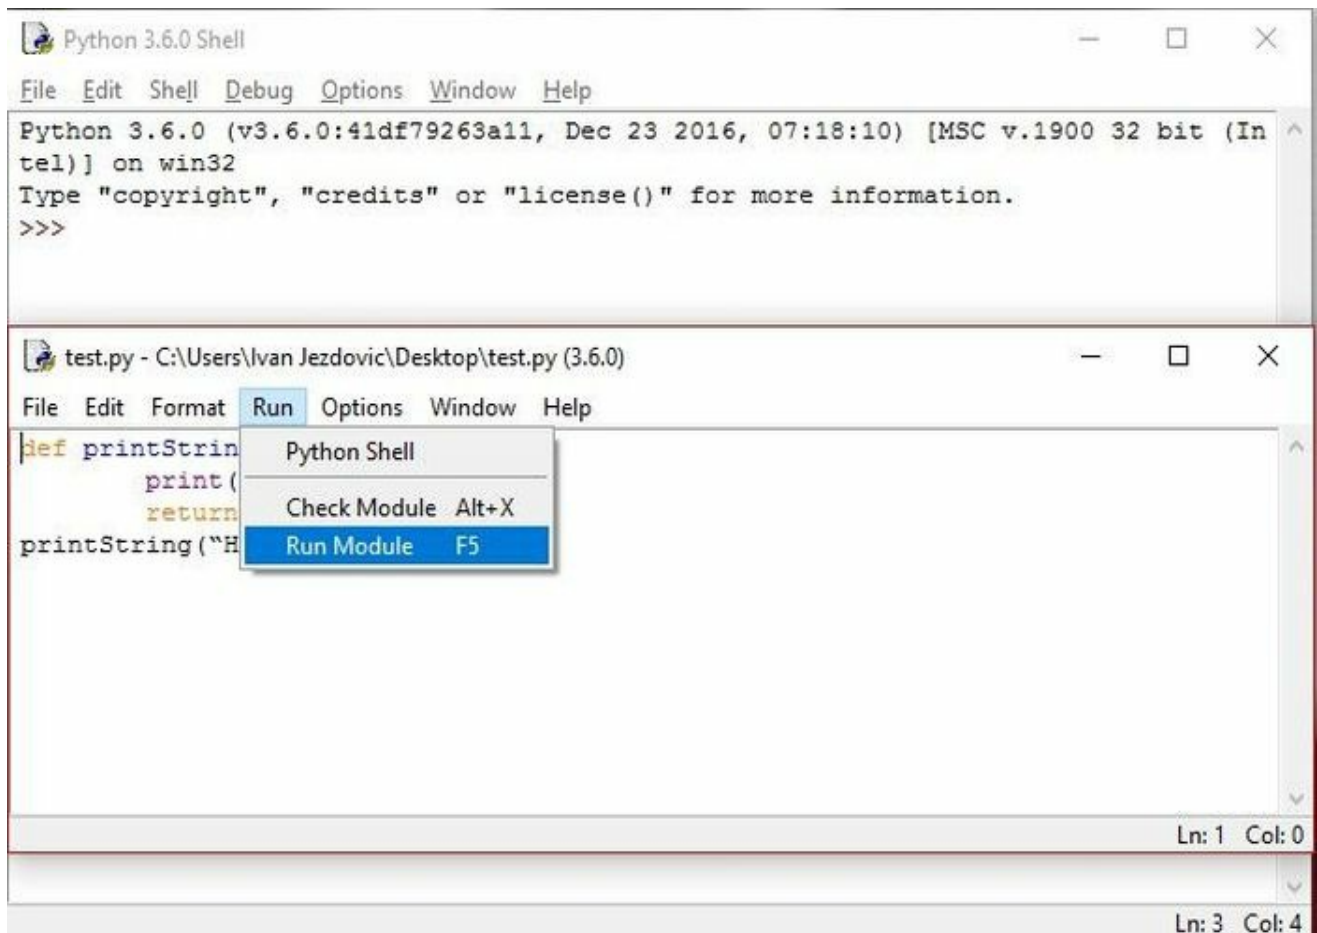 Python 3.6.0 Shell
File Edit Shell Debug Options Window Help
Python 3.6.0 (v3.6.0:41df79263a11, Dec 23 2016, 07:18:10) [MSC v.1900 32 bit (In
tel)] on win32
Type "copyright", "credits" or "license()" for more information.
>>>
test.py - C:\Users\Ivan Jezdovic\Desktop\test.py (3.6.0)
File Edit Format Run Options Window Help
def printStrin
print(
return
printString(“H
Python Shell
Check Module Alt+X
Run Module F5
Ln: 1 Col: 0
Ln: 3 Col: 4